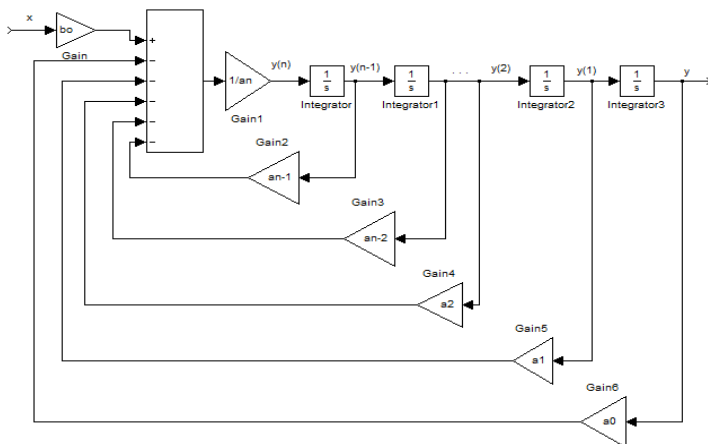 x
bo
Gain
+
−
−
−
−
−
1/an
Gain1
y(n)
1
s
Integrator
y(n-1)
1
s
Integrator1
. . .
y(2)
1
s
Integrator2
y(1)
1
s
Integrator3
y
Gain2
an-1
Gain3
an-2
Gain4
a2
Gain5
a1
Gain6
a0